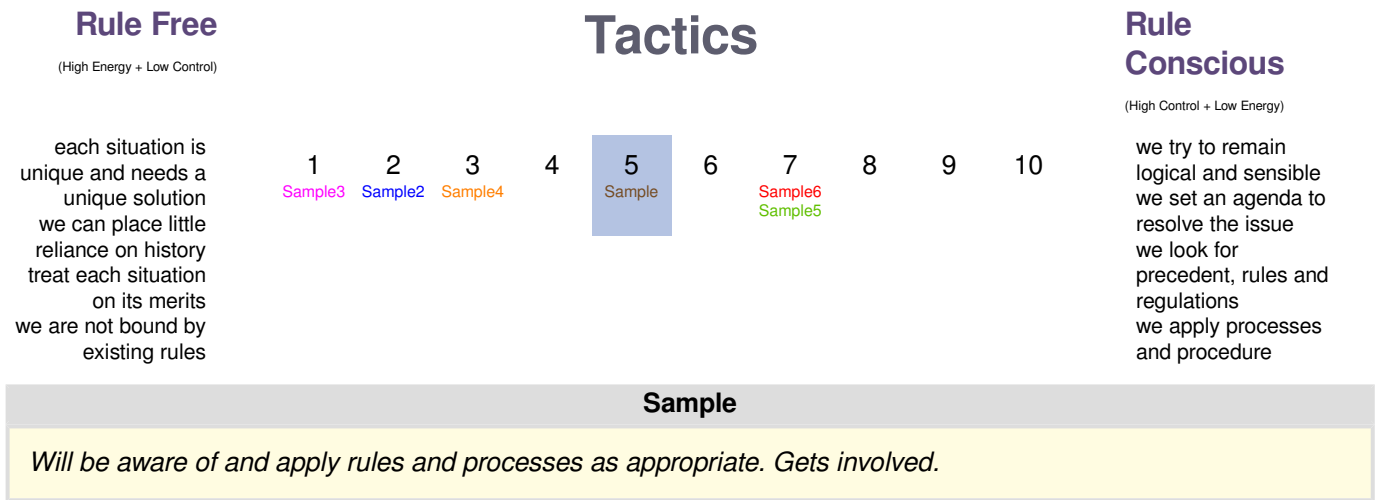 Rule Free
(High Energy + Low Control)
Tactics
Rule
Conscious
(High Control + Low Energy)
each situation is
unique and needs a
unique solution
we can place little
reliance on history
treat each situation
on its merits
we are not bound by
existing rules
1 2 3 4 5 6 7 8 9 10
Sample3 Sample2 Sample4 Sample Sample6
Sample5
we try to remain
logical and sensible
we set an agenda to
resolve the issue
we look for
precedent, rules and
regulations
we apply processes
and procedure
Sample
Will be aware of and apply rules and processes as appropriate. Gets involved.